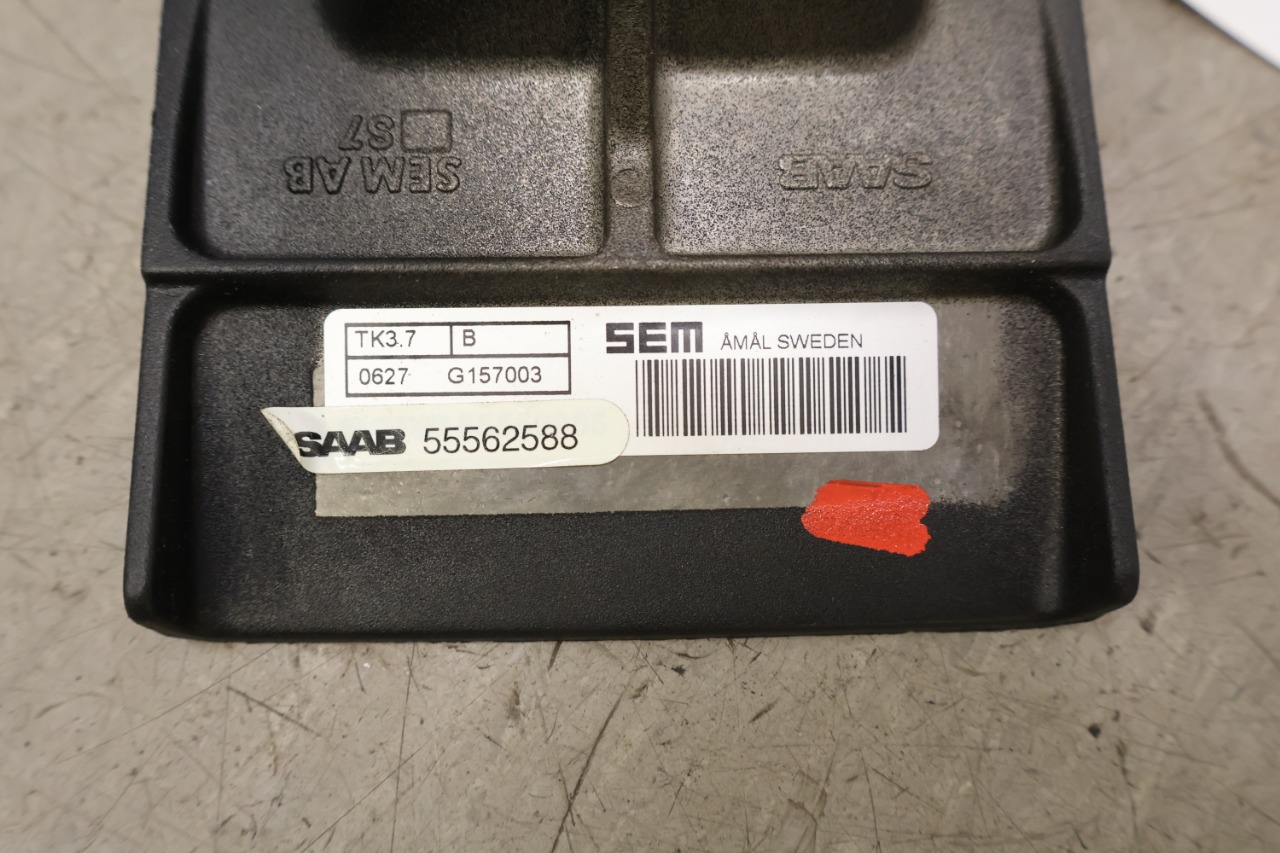 S7
SEM AB
SAAB
TK3.7 B
0627 G157003
SEM ÅMÅL SWEDEN
SAAB 55562588